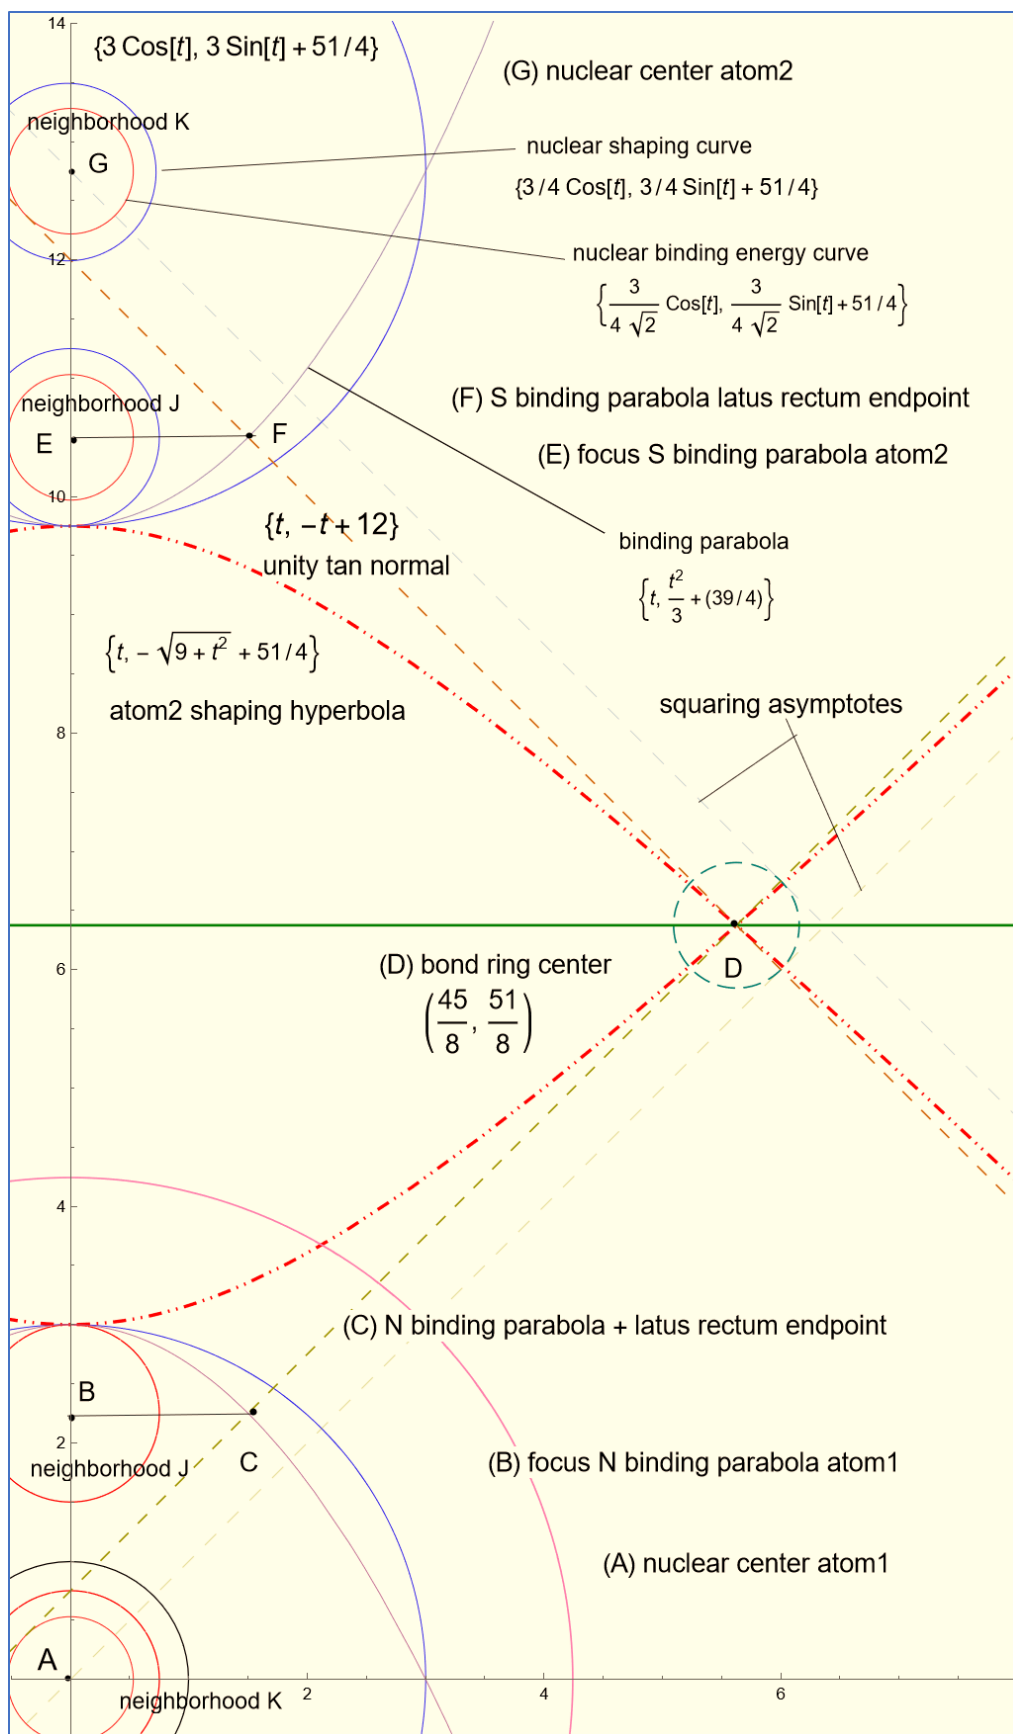 14
{3 Cos[t], 3 Sin[t] + 51/4}
(G) nuclear center atom2
neighborhood K
nuclear shaping curve
G
{3/4 Cos[t], 3/4 Sin[t] + 51/4}
12
nuclear binding energy curve
{3/(4 √2) Cos[t], 3/(4 √2) Sin[t] + 51/4}
neighborhood J
(F) S binding parabola latus rectum endpoint
E
F
(E) focus S binding parabola atom2
10
{t, −t + 12}
unity tan normal
binding parabola
{t, t²/3 + (39/4)}
{t, −√(9 + t²) + 51/4}
atom2 shaping hyperbola
squaring asymptotes
8
(D) bond ring center
D
6
(45/8, 51/8)
4
(C) N binding parabola + latus rectum endpoint
B
2
neighborhood J
C
(B) focus N binding parabola atom1
(A) nuclear center atom1
A
neighborhood K
2
4
6